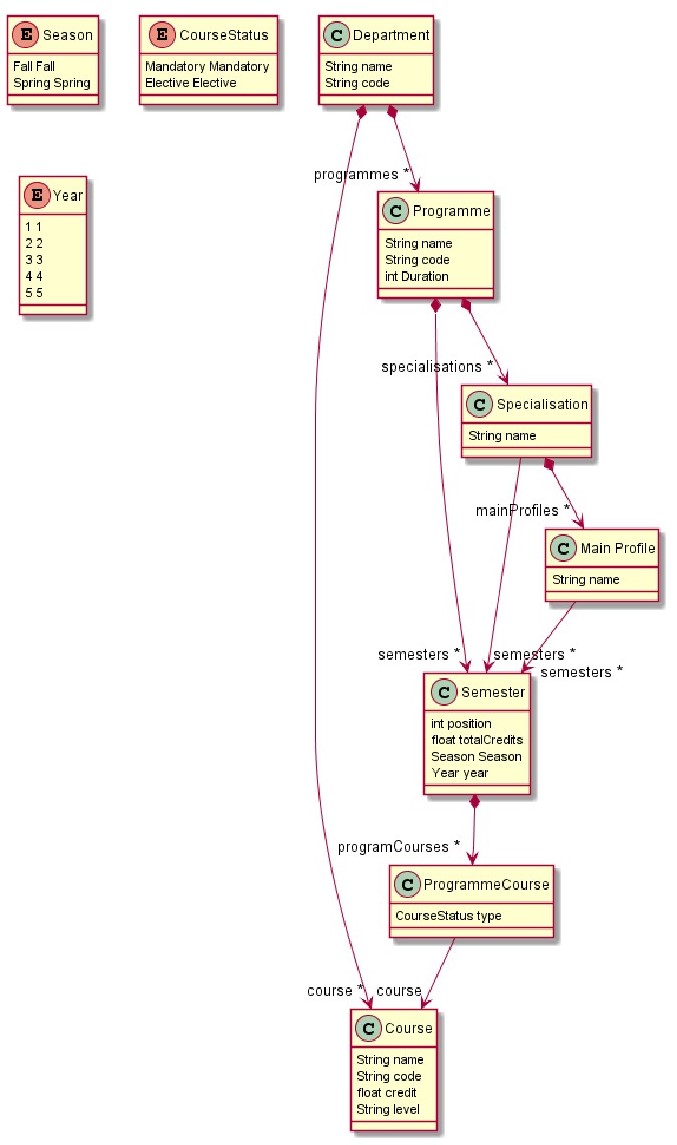 E Season
Fall Fall
Spring Spring
E CourseStatus
Mandatory Mandatory
Elective Elective
C Department
String name
String code
programmes *
E Year
1 1
2 2
3 3
4 4
5 5
C Programme
String name
String code
int Duration
specialisations *
C Specialisation
String name
mainProfiles *
C Main Profile
String name
semesters *
semesters *
semesters *
C Semester
int position
float totalCredits
Season Season
Year year
programCourses *
C ProgrammeCourse
CourseStatus type
course *
course
C Course
String name
String code
float credit
String level